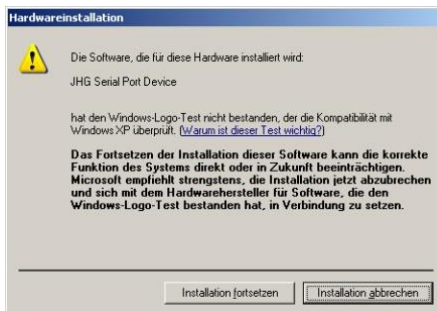 Hardwareinstallation
Die Software, die für diese Hardware installiert wird:
JHG Serial Port Device
hat den Windows-Logo-Test nicht bestanden, der die Kompatibilität mit
Windows XP überprüft. (Warum ist dieser Test wichtig?)
Das Fortsetzen der Installation dieser Software kann die korrekte
Funktion des Systems direkt oder in Zukunft beeinträchtigen.
Microsoft empfiehlt strengstens, die Installation jetzt abzubrechen
und sich mit dem Hardwarehersteller für Software, die den
Windows-Logo-Test bestanden hat, in Verbindung zu setzen.
Installation fortsetzen Installation abbrechen